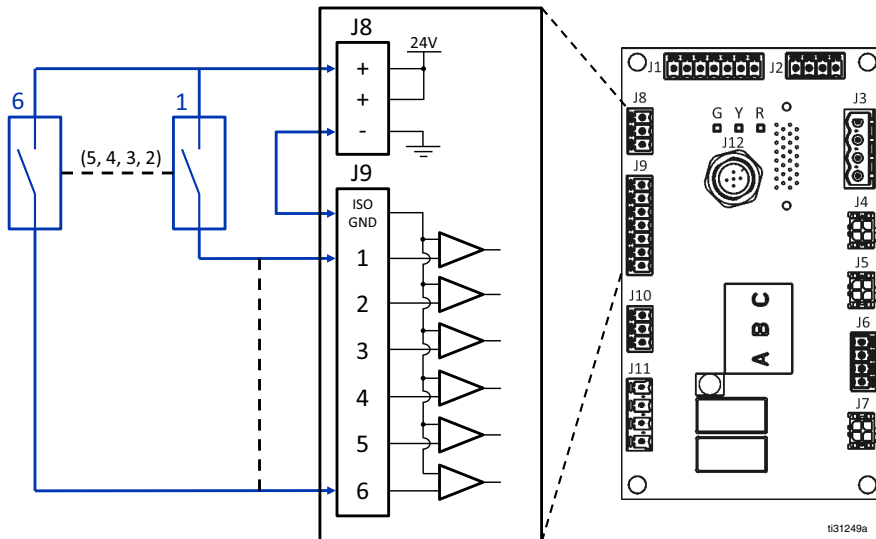 J8
24V
+
+
-
6
1
(5, 4, 3, 2)
J9
ISO
GND
1
2
3
4
5
6
J1
J2
J8
G Y R
J3
J12
J9
J4
J5
J10
A B C
J6
J11
J7
ti31249a